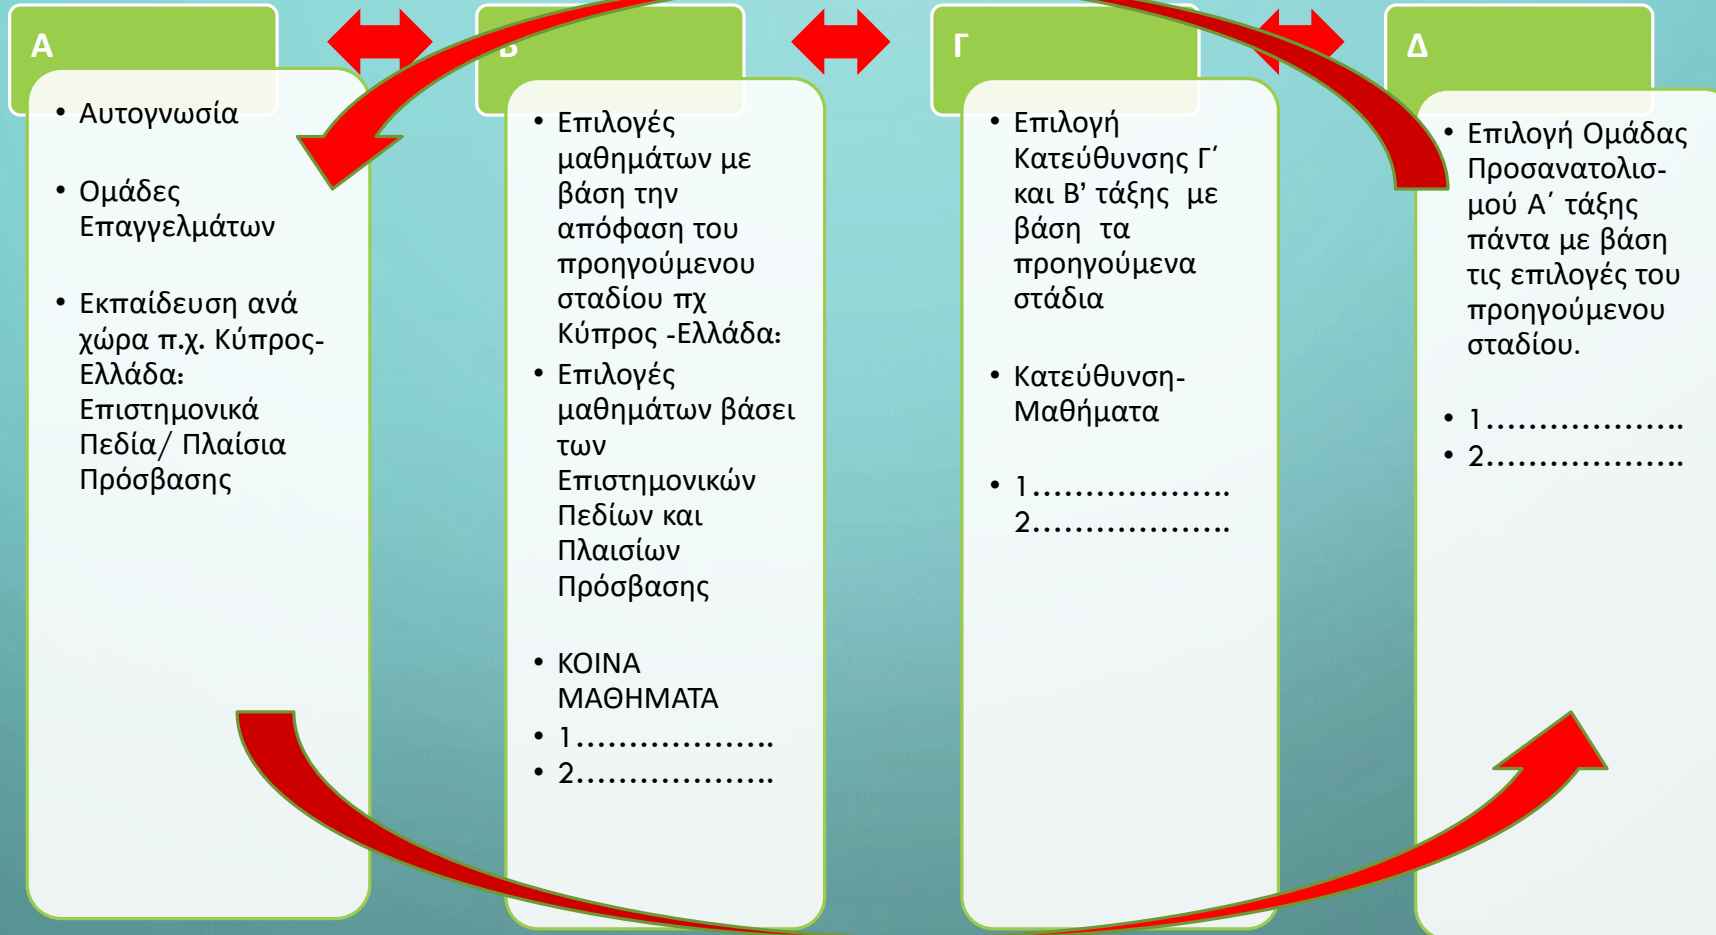 Α
• Αυτογνωσία
• Ομάδες
Επαγγελμάτων
• Εκπαίδευση ανά
χώρα π.χ. Κύπρος-
Ελλάδα:
Επιστημονικά
Πεδία/ Πλαίσια
Πρόσβασης
Β
• Επιλογές
μαθημάτων με
βάση την
απόφαση του
προηγούμενου
σταδίου πχ
Κύπρος -Ελλάδα:
• Επιλογές
μαθημάτων βάσει
των
Επιστημονικών
Πεδίων και
Πλαισίων
Πρόσβασης
• ΚΟΙΝΑ
ΜΑΘΗΜΑΤΑ
• 1...................
• 2...................
Γ
• Επιλογή
Κατεύθυνσης Γ΄
και Β' τάξης με
βάση τα
προηγούμενα
στάδια
• Κατεύθυνση-
Μαθήματα
• 1...................
2...................
Δ
• Επιλογή Ομάδας
Προσανατολισ-
μού Α΄ τάξης
πάντα με βάση
τις επιλογές του
προηγούμενου
σταδίου.
• 1...................
• 2...................